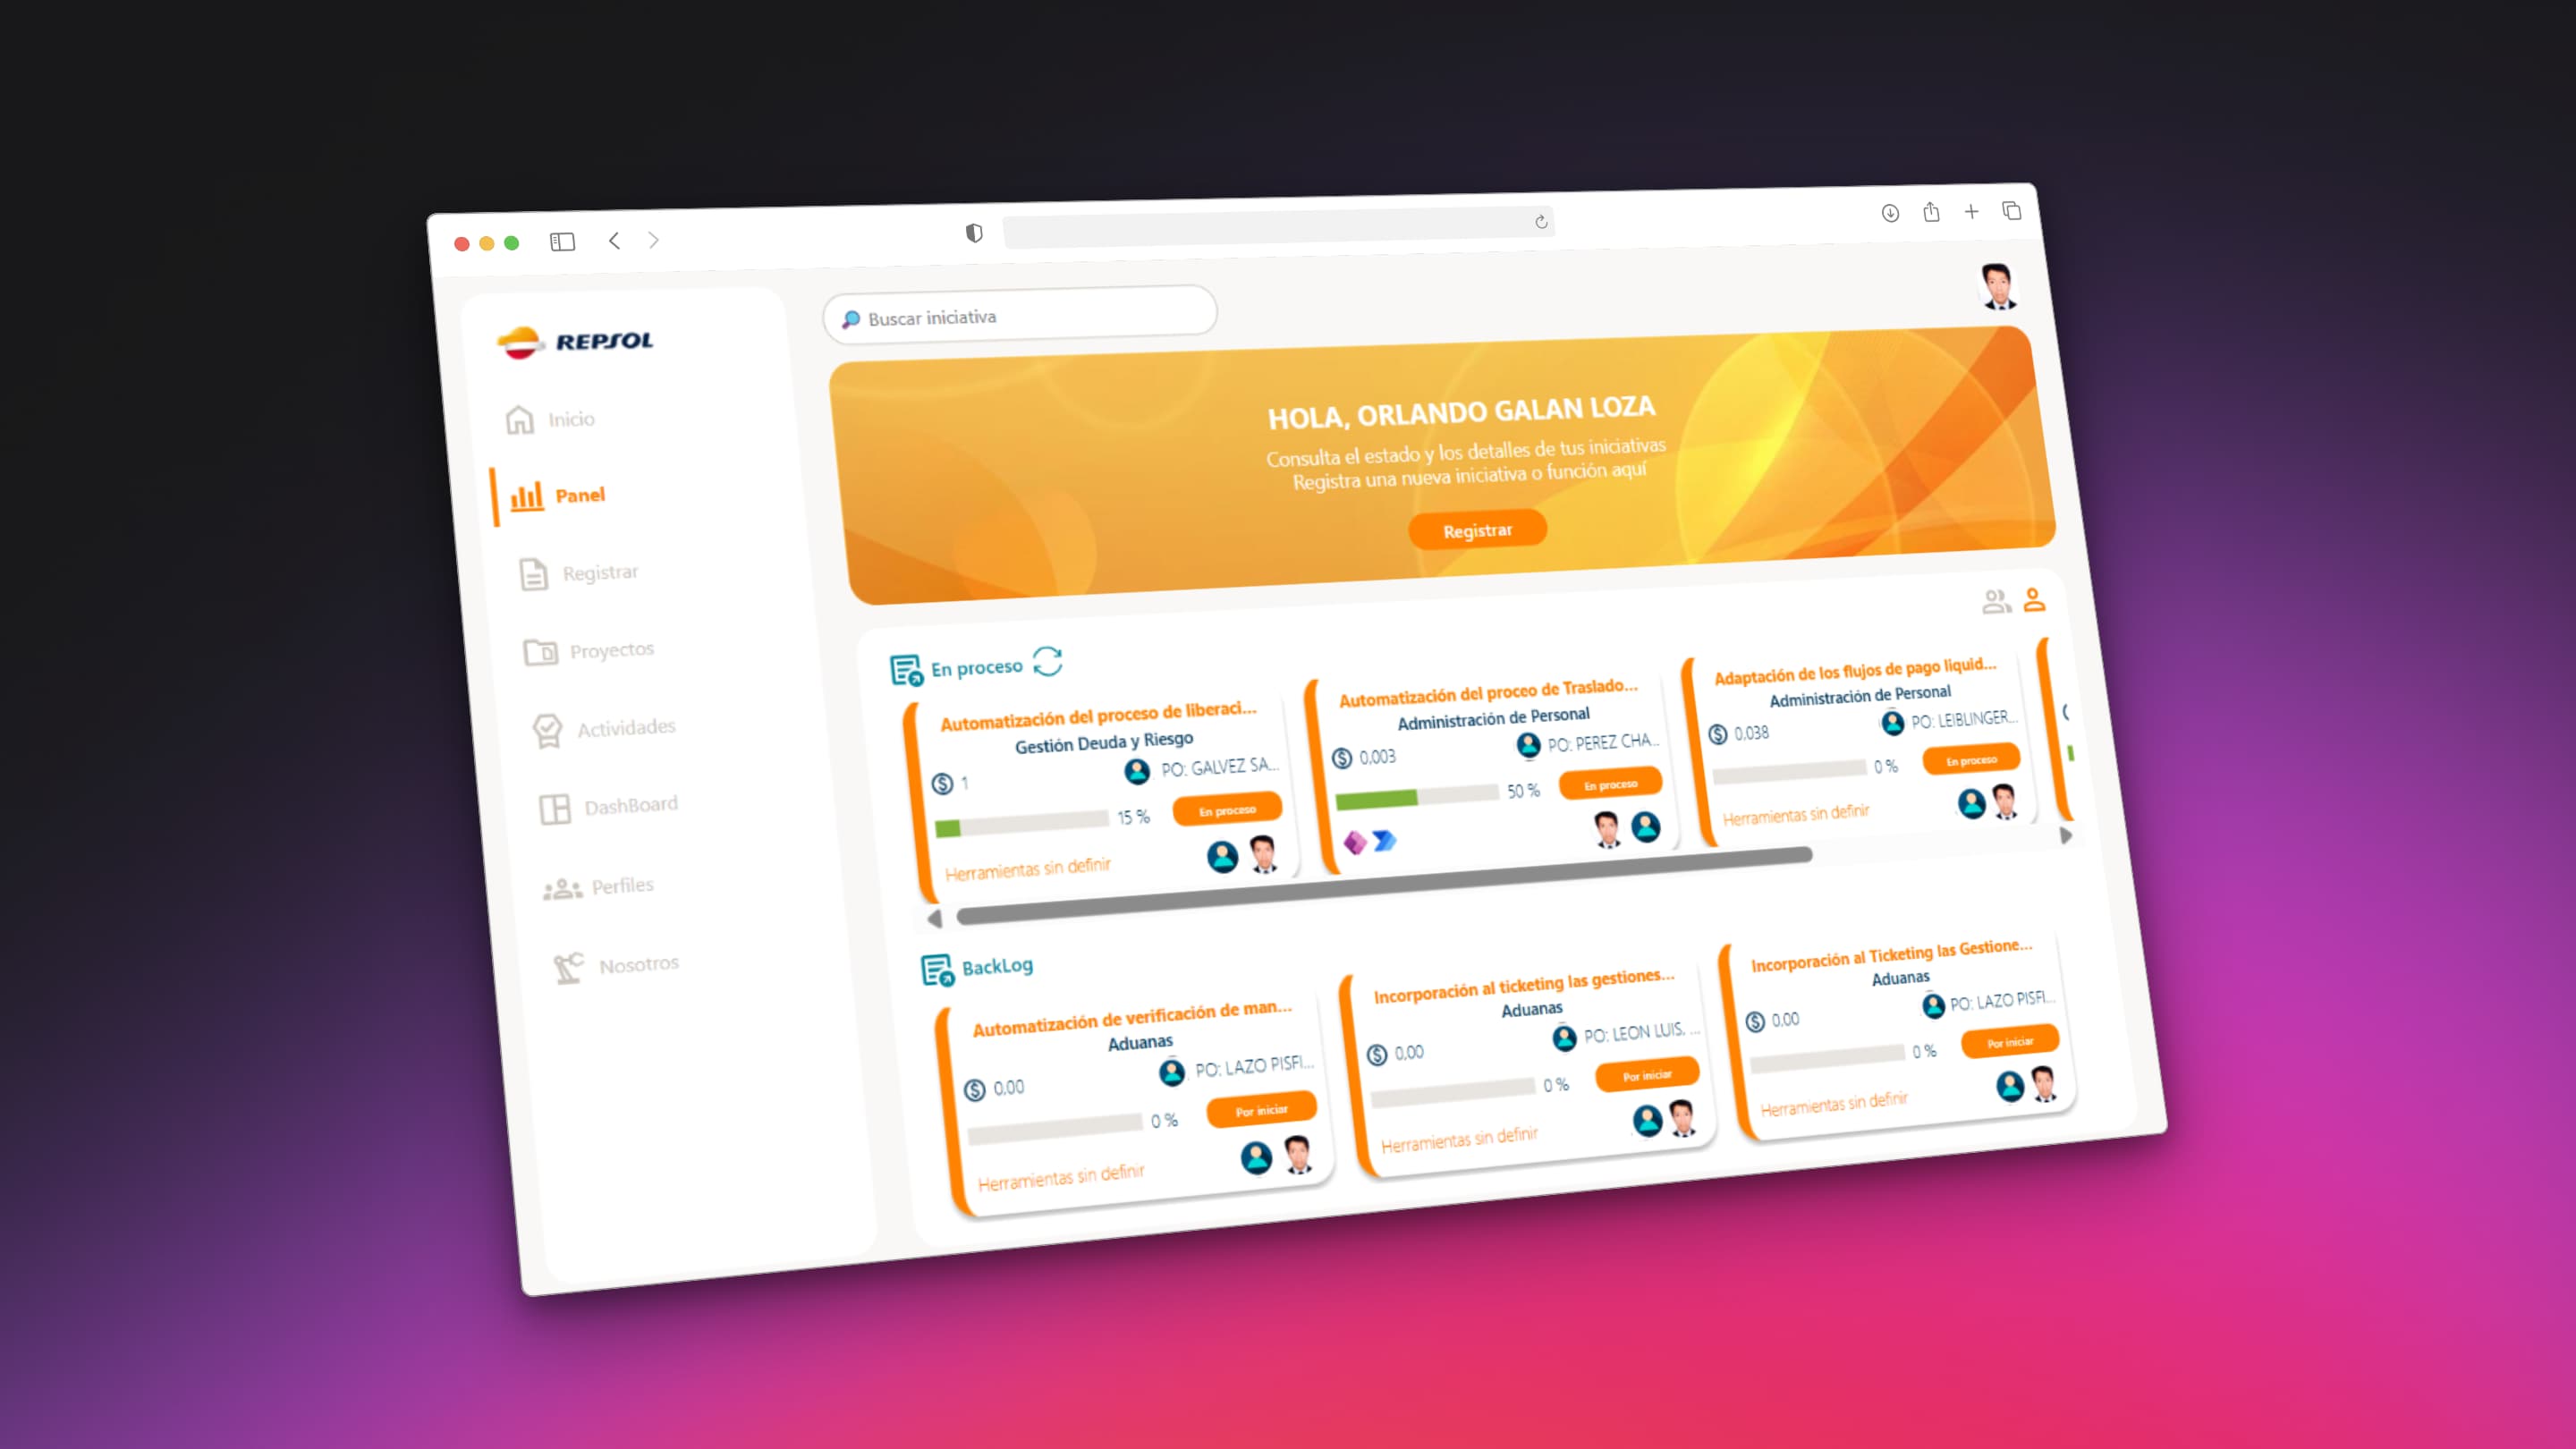 REPSOL
Inicio
Panel
Registrar
Proyectos
Actividades
DashBoard
Perfiles
Nosotros
Buscar iniciativa
HOLA, ORLANDO GALAN LOZA
Consulta el estado y los detalles de tus iniciativas
Registra una nueva iniciativa o función aquí
Registrar
En proceso
Automatización del proceso de liberaci...
Gestión Deuda y Riesgo
1
PO: GALVEZ SA...
15 %
En proceso
Herramientas sin definir
Automatización del proceo de Traslado...
Administración de Personal
0,003
PO: PEREZ CHA...
50 %
En proceso
Adaptación de los flujos de pago liquid...
Administración de Personal
0,038
PO: LEIBLINGER...
0 %
En proceso
Herramientas sin definir
BackLog
Automatización de verificación de man...
Aduanas
0,00
PO: LAZO PISFI...
0 %
Por iniciar
Herramientas sin definir
Incorporación al ticketing las gestiones...
Aduanas
0,00
PO: LEON LUIS, ...
0 %
Por iniciar
Herramientas sin definir
Incorporación al Ticketing las Gestione...
Aduanas
0,00
PO: LAZO PISFI...
0 %
Por iniciar
Herramientas sin definir